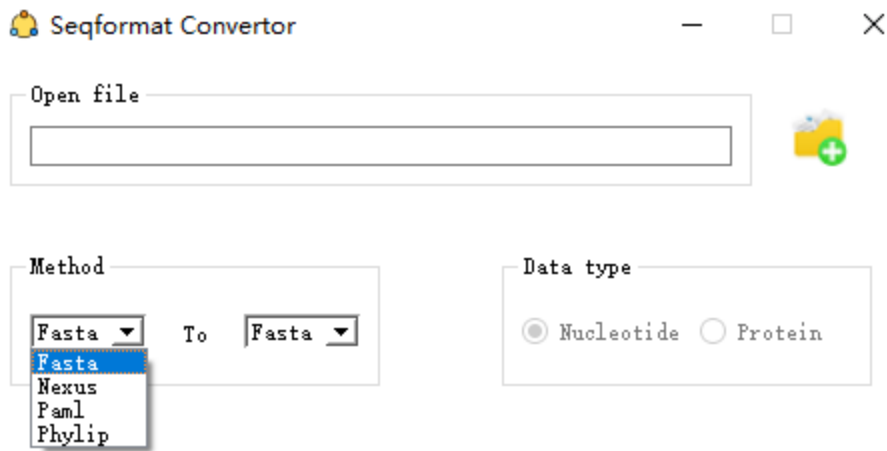 Seqformat Convertor
Open file
Method
Data type
Fasta To Fasta
Nucleotide Protein
Fasta
Nexus
Paml
Phylip